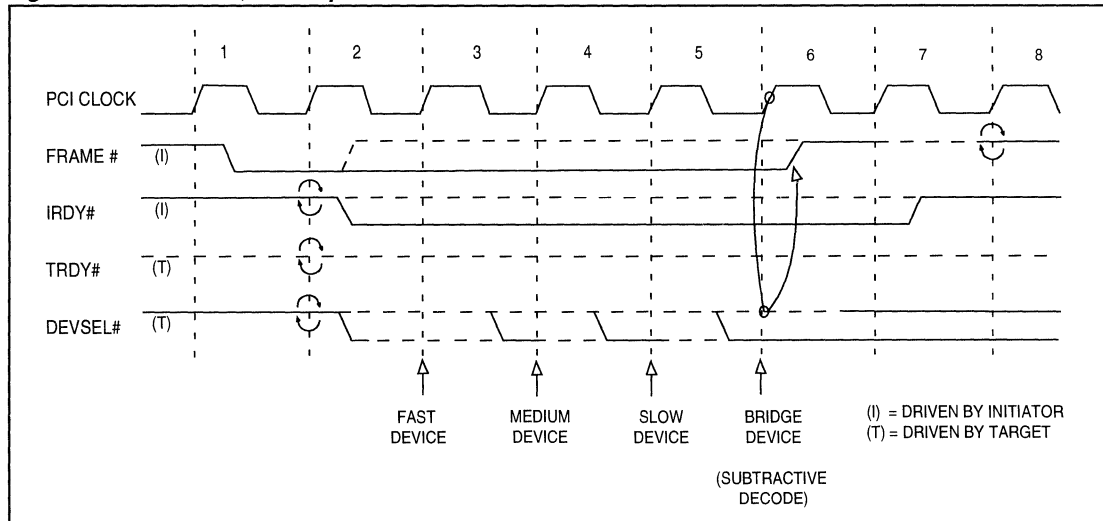 1 2 3 4 5 6 7 8
PCI CLOCK
FRAME # (I)
IRDY# (I)
TRDY# (T)
DEVSEL# (T)
FAST DEVICE
MEDIUM DEVICE
SLOW DEVICE
BRIDGE DEVICE
(SUBTRACTIVE DECODE)
(I) = DRIVEN BY INITIATOR
(T) = DRIVEN BY TARGET